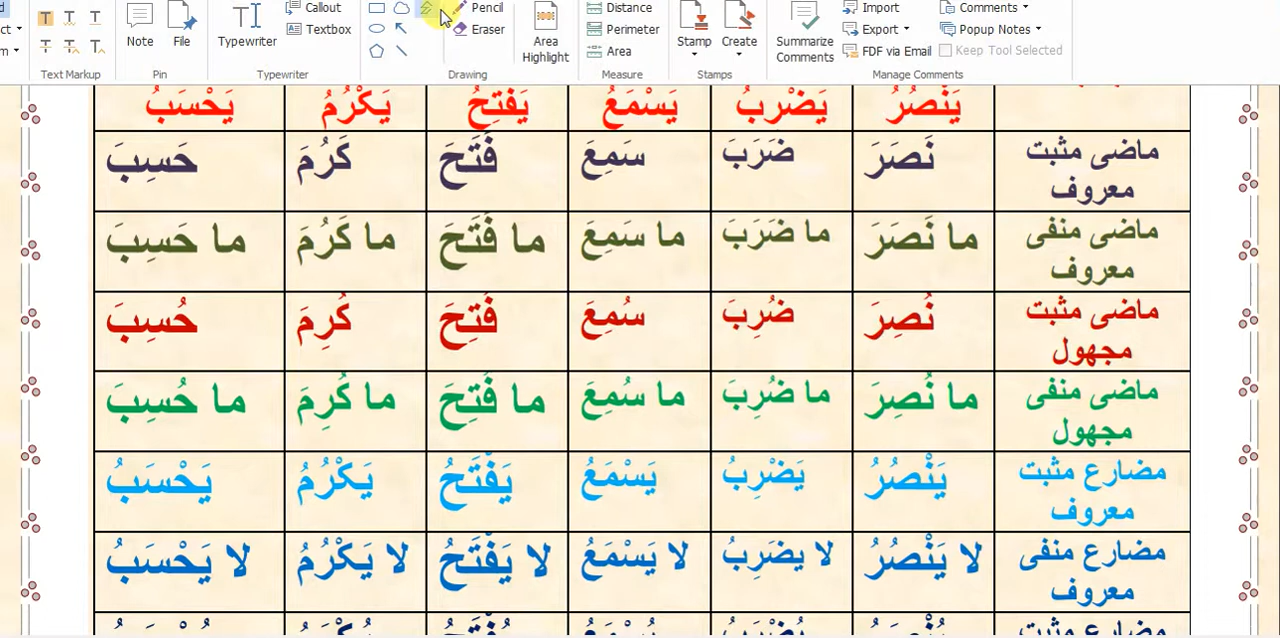 Callout
Pencil
Import
Comments
Distance
Textbox
Eraser
Perimeter
Export
Popup Notes
Note
File
Typewriter
Area Highlight
Area
Stamp
Create
Summarize Comments
FDF via Email
Keep Tool Selected
Text Markup
Pin
Typewriter
Drawing
Measure
Stamps
Manage Comments
يَنْصُرُ يَضْرِبُ يَسْمَعُ يَفْتِحُ يَكْرُمُ يَحْسَبُ
ماضی مثبت معروف نَصَرَ ضَرَبَ سَمِعَ فَتَحَ كَرُمَ حَسِبَ
ماضی منفی معروف ما نَصَرَ ما ضَرَبَ ما سَمِعَ ما فَتَحَ ما كَرُمَ ما حَسِبَ
ماضی مثبت مجهول نُصِرَ ضُرِبَ سُمِعَ فُتِحَ كُرِمَ حُسِبَ
ماضی منفی مجهول ما نُصِرَ ما ضُرِبَ ما سُمِعَ ما فُتِحَ ما كُرِمَ ما حُسِبَ
مضارع مثبت معروف يَنْصُرُ يَضْرِبُ يَسْمَعُ يَفْتَحُ يَكْرُمُ يَحْسَبُ
مضارع منفی معروف لا يَنْصُرُ لا يضَرِبُ لا يَسْمَعُ لا يَفْتَحُ لا يَكْرُمُ لا يَحْسَبُ
مضارع مثبت